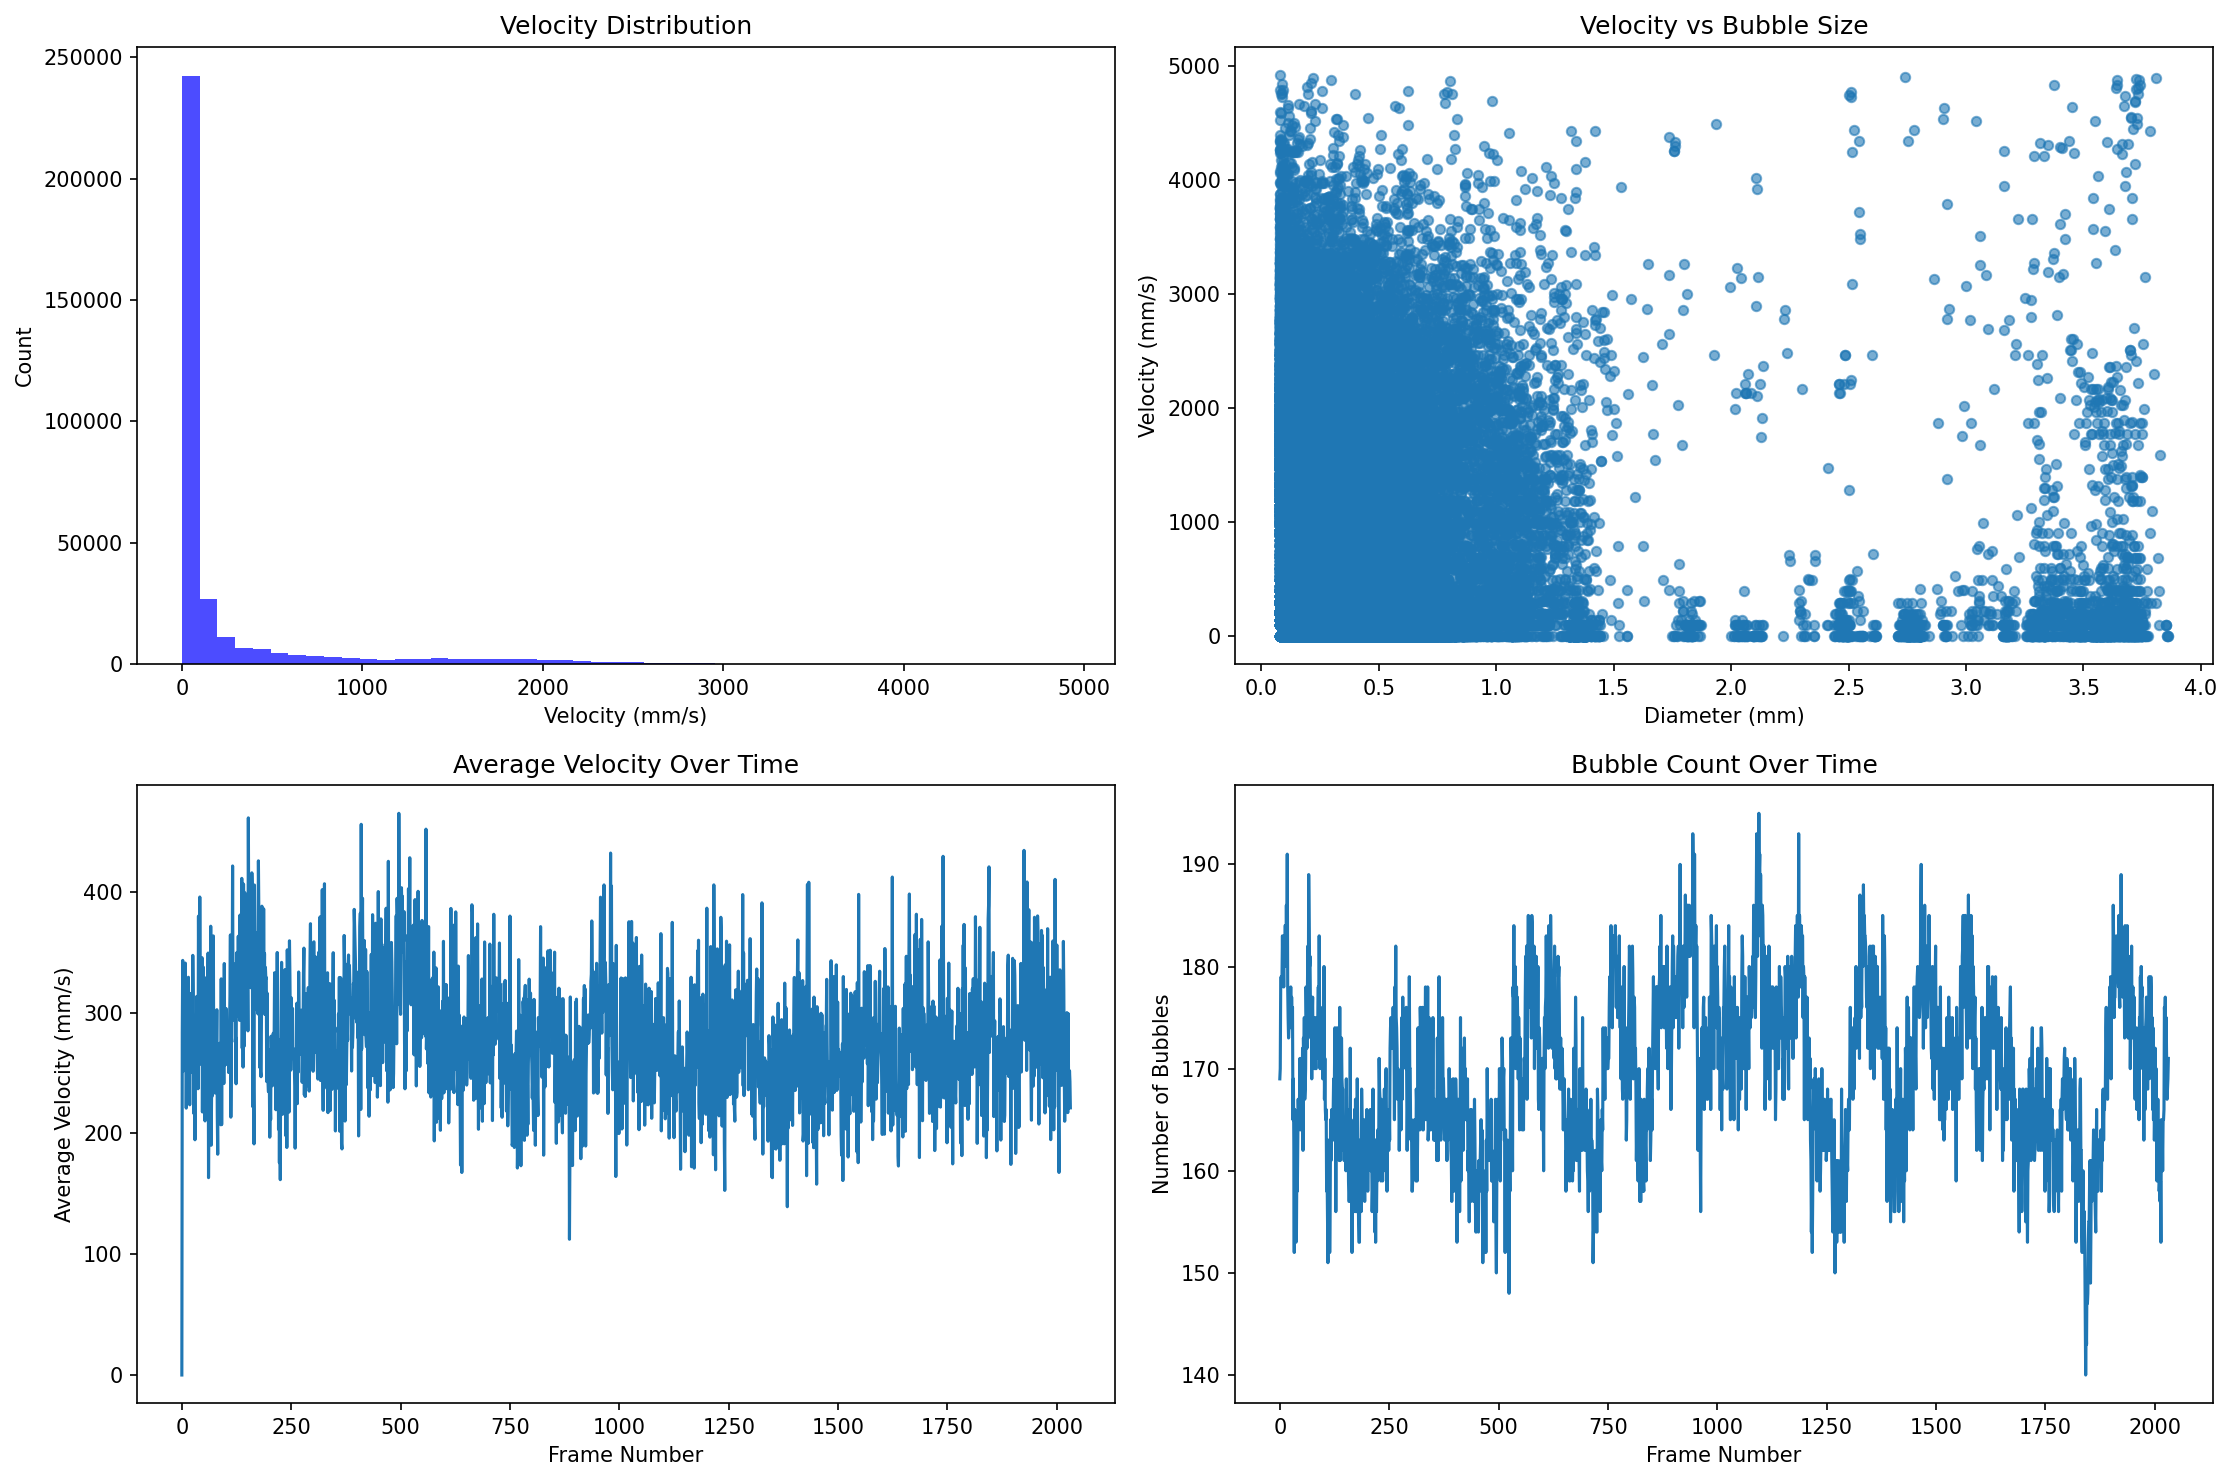 Velocity Distribution
250000
200000
150000
100000
50000
0
Count
0 1000 2000 3000 4000 5000
Velocity (mm/s)
Velocity vs Bubble Size
5000
4000
3000
2000
1000
0
Velocity (mm/s)
0.0 0.5 1.0 1.5 2.0 2.5 3.0 3.5 4.0
Diameter (mm)
Average Velocity Over Time
400
300
200
100
0
Average Velocity (mm/s)
0 250 500 750 1000 1250 1500 1750 2000
Frame Number
Bubble Count Over Time
190
180
170
160
150
140
Number of Bubbles
0 250 500 750 1000 1250 1500 1750 2000
Frame Number